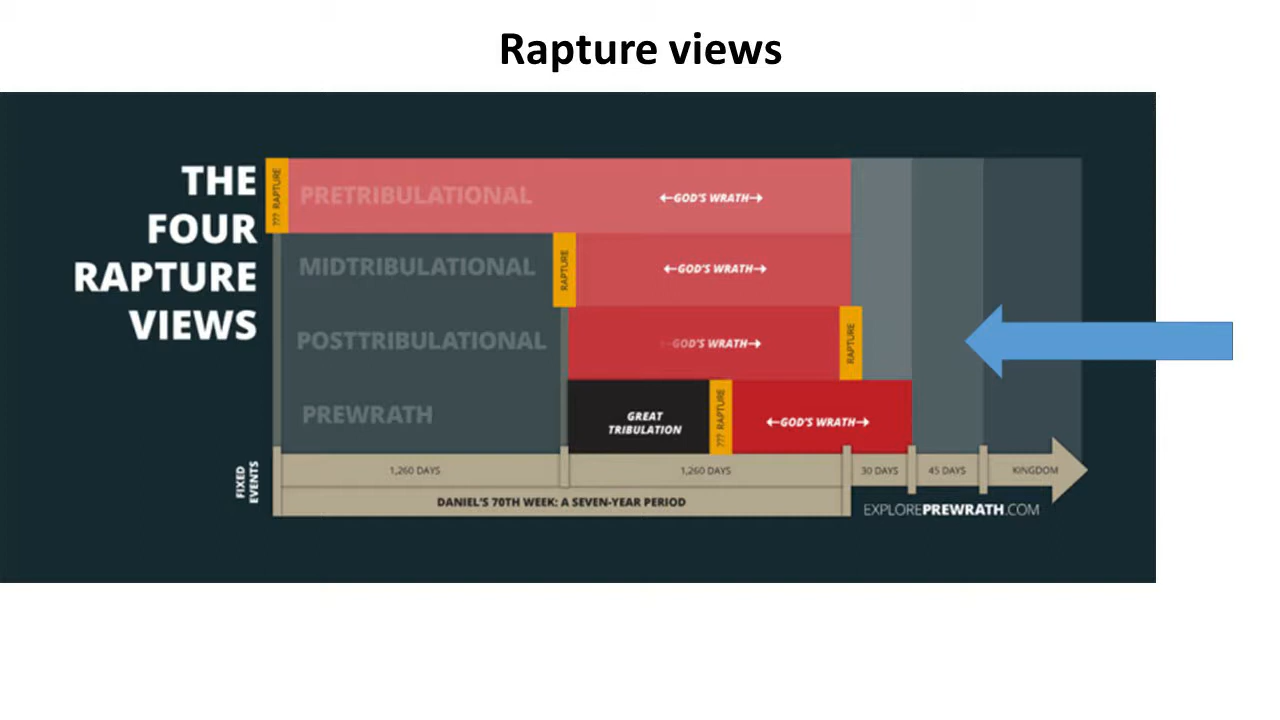 Rapture views
THE
FOUR
RAPTURE
VIEWS
??? RAPTURE
PRETRIBULATIONAL
GOD'S WRATH
MIDTRIBULATIONAL
RAPTURE
GOD'S WRATH
POSTTRIBULATIONAL
GOD'S WRATH
RAPTURE
PREWRATH
GREAT
TRIBULATION
??? RAPTURE
GOD'S WRATH
FIXED
EVENTS
1,260 DAYS
1,260 DAYS
30 DAYS
45 DAYS
KINGDOM
DANIEL'S 70TH WEEK: A SEVEN-YEAR PERIOD
EXPLOREPREWRATH.COM